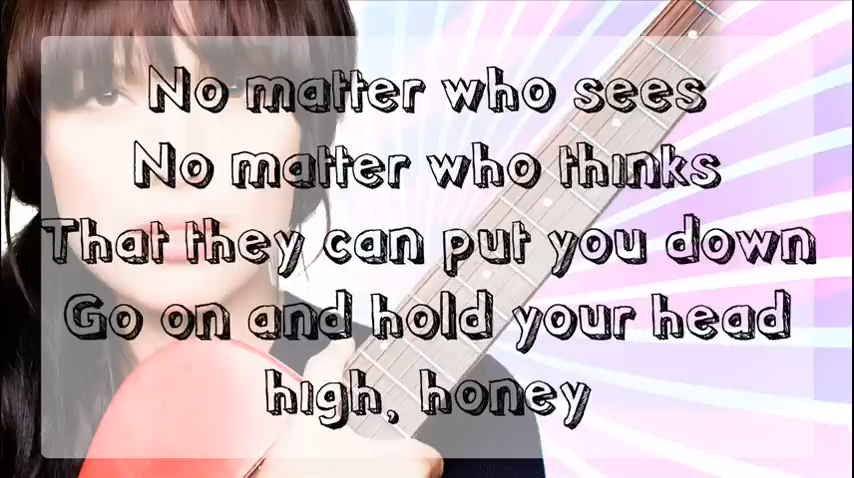 No matter who sees
No matter who thinks
That they can put you down
Go on and hold your head
high, honey